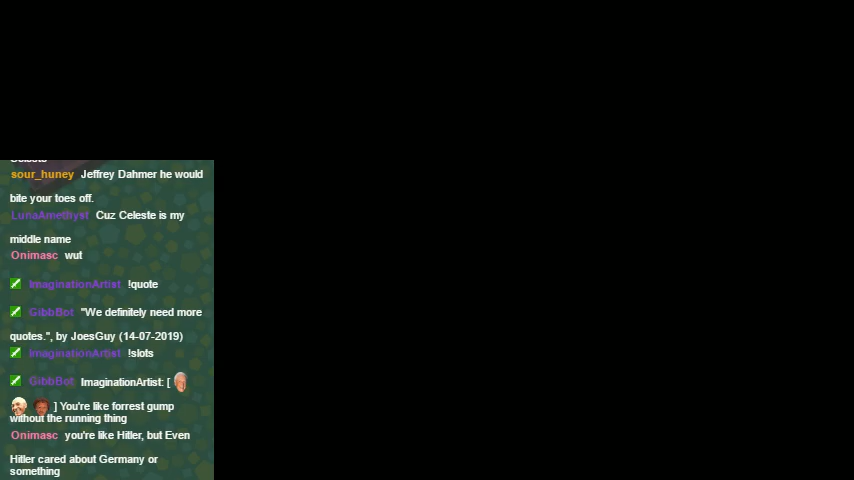 sour_huney Jeffrey Dahmer he would
bite your toes off.
LunaAmethyst Cuz Celeste is my
middle name
Onimasc wut
ImaginationArtist !quote
GibbBot "We definitely need more
quotes.", by JoesGuy (14-07-2019)
ImaginationArtist !slots
GibbBot ImaginationArtist: [
] You're like forrest gump
without the running thing
Onimasc you're like Hitler, but Even
Hitler cared about Germany or
something